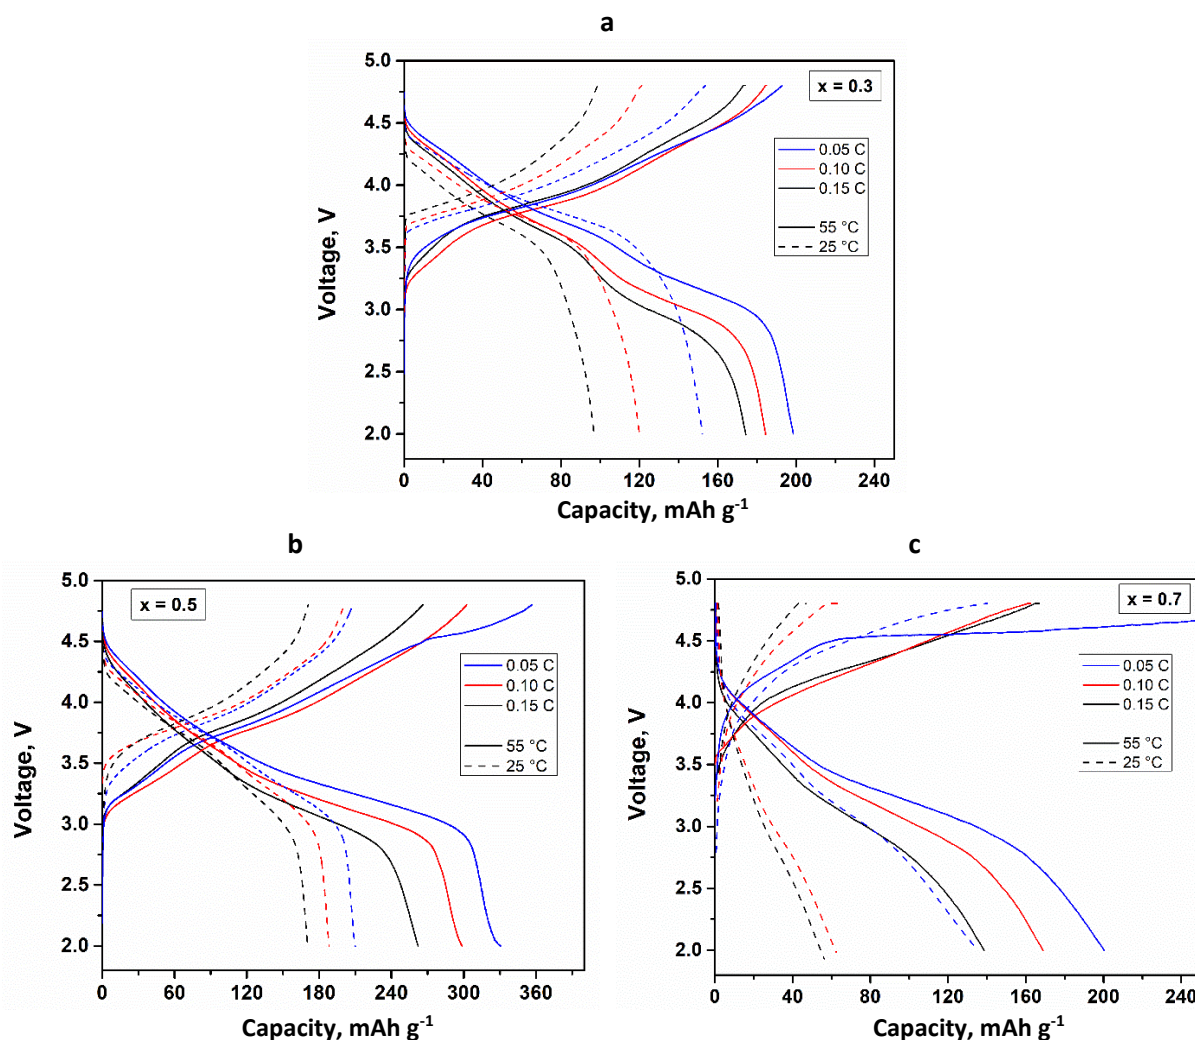 a
x = 0.3
5.0
4.5
4.0
3.5
3.0
2.5
2.0
Voltage, V
0.05 C
0.10 C
0.15 C
55 °C
25 °C
0 40 80 120 160 200 240
Capacity, mAh g-1
b
x = 0.5
5.0
4.5
4.0
3.5
3.0
2.5
2.0
Voltage, V
0.05 C
0.10 C
0.15 C
55 °C
25 °C
0 60 120 180 240 300 360
Capacity, mAh g-1
c
x = 0.7
5.0
4.5
4.0
3.5
3.0
2.5
2.0
Voltage, V
0.05 C
0.10 C
0.15 C
55 °C
25 °C
0 40 80 120 160 200 240
Capacity, mAh g-1